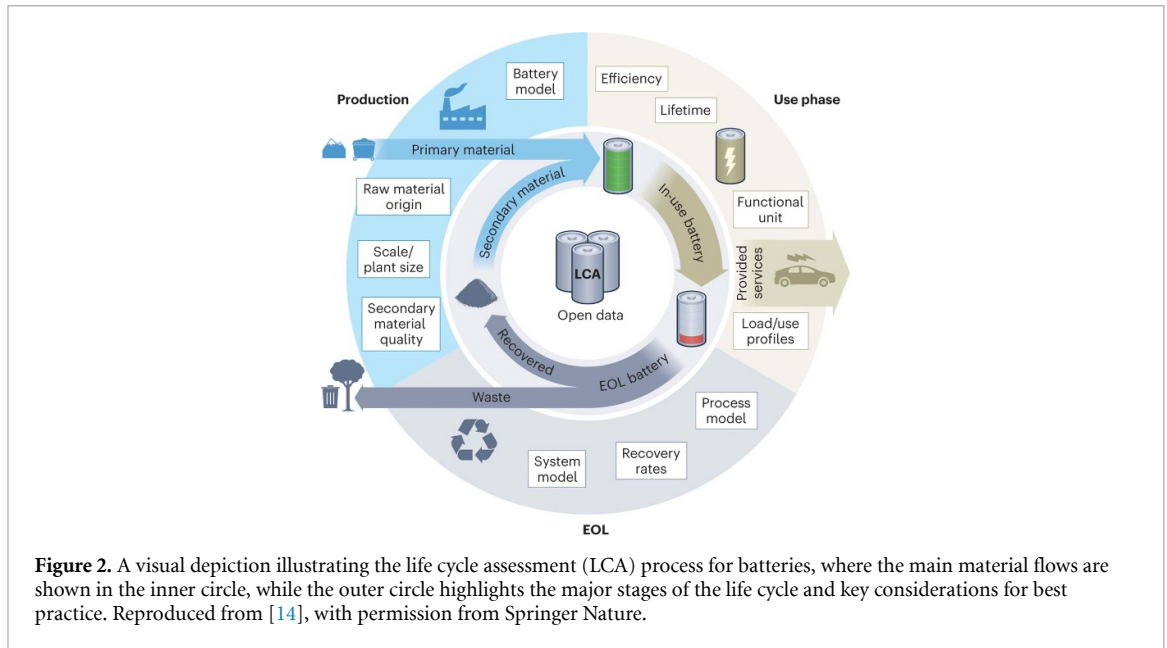 Production
Battery
model
Efficiency
Lifetime
Use phase
Primary material
Raw material
origin
Scale/
plant size
Secondary
material
quality
Secondary material
In-use battery
Functional
unit
Provided
services
Load/use
profiles
LCA
Open data
Recovered
EOL battery
Waste
Process
model
System
model
Recovery
rates
EOL
Figure 2. A visual depiction illustrating the life cycle assessment (LCA) process for batteries, where the main material flows are
shown in the inner circle, while the outer circle highlights the major stages of the life cycle and key considerations for best
practice. Reproduced from [14], with permission from Springer Nature.